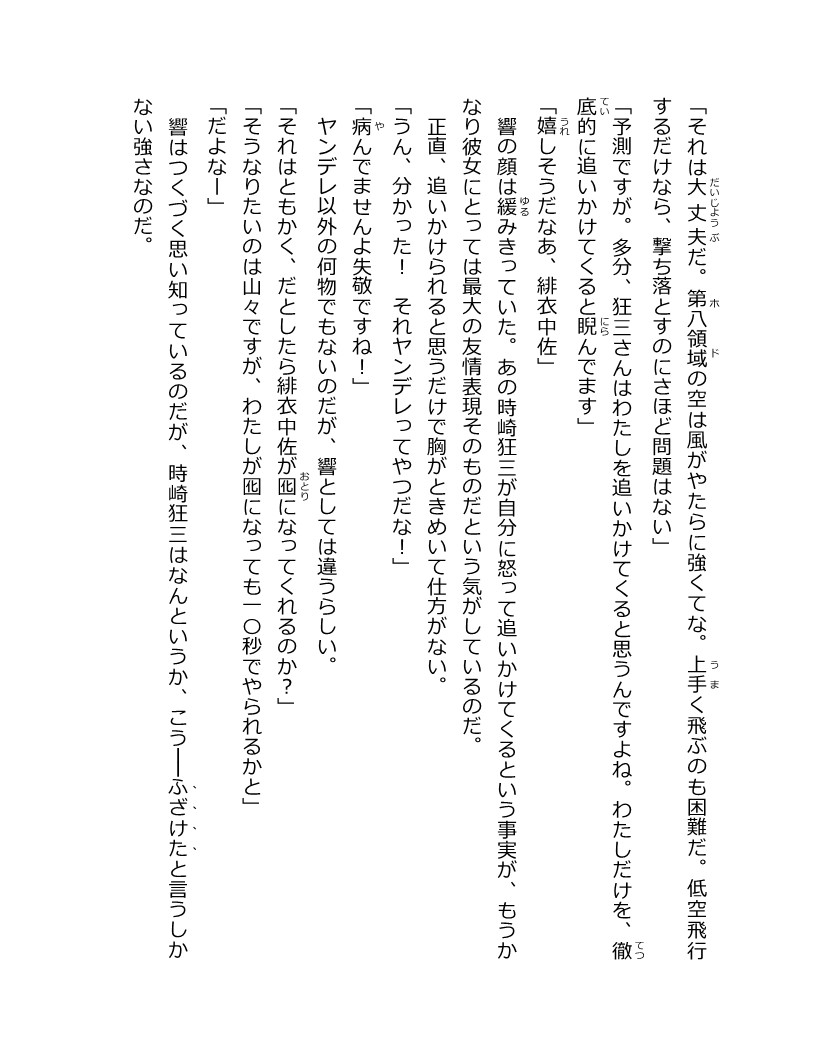 「それは大丈夫だ。第八領域の空は風がやたらに強くてな。上手く飛ぶのも困難だ。低空飛行
するだけなら、撃ち落とすのにさほど問題はない」
「予測ですが。多分、狂三さんはわたしを追いかけてくると思うんですよね。わたしだけを、徹
底的に追いかけてくると睨んでます」
「嬉しそうだなあ、緋衣中佐」
　響の顔は緩みきっていた。あの時崎狂三が自分に怒って追いかけてくるという事実が、もうか
なり彼女にとっては最大の友情表現そのものだという気がしているのだ。
　正直、追いかけられると思うだけで胸がときめいて仕方がない。
「うん、分かった！　それヤンデレってやつだな！」
「病んでませんよ失敬ですね！」
　ヤンデレ以外の何物でもないのだが、響としては違うらしい。
「それはともかく、だとしたら緋衣中佐が囮になってくれるのか？」
「そうなりたいのは山々ですが、わたしが囮になっても一〇秒でやられるかと」
「だよなー」
　響はつくづく思い知っているのだが、時崎狂三はなんというか、こう──ふざけたと言うしか
ない強さなのだ。